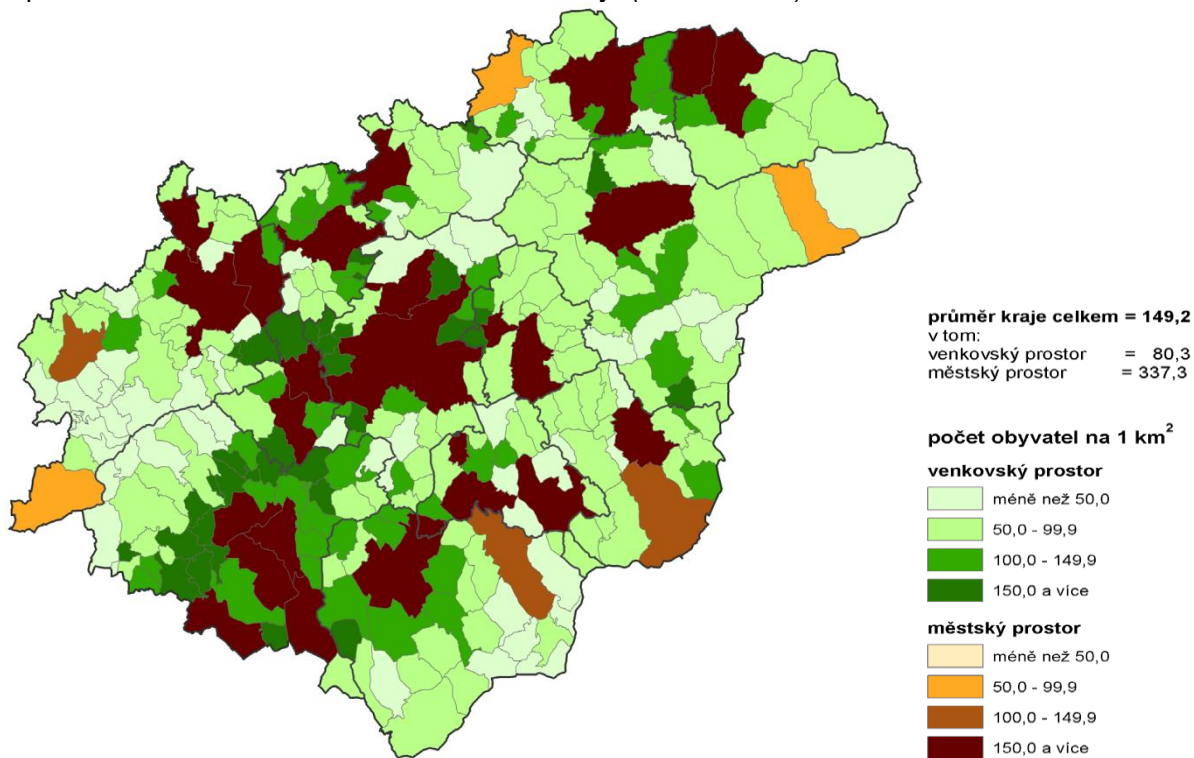 průměr kraje celkem = 149,2
v tom:
venkovský prostor = 80,3
městský prostor = 337,3
počet obyvatel na 1 km²
venkovský prostor
méně než 50,0
50,0 - 99,9
100,0 - 149,9
150,0 a více
městský prostor
méně než 50,0
50,0 - 99,9
100,0 - 149,9
150,0 a více